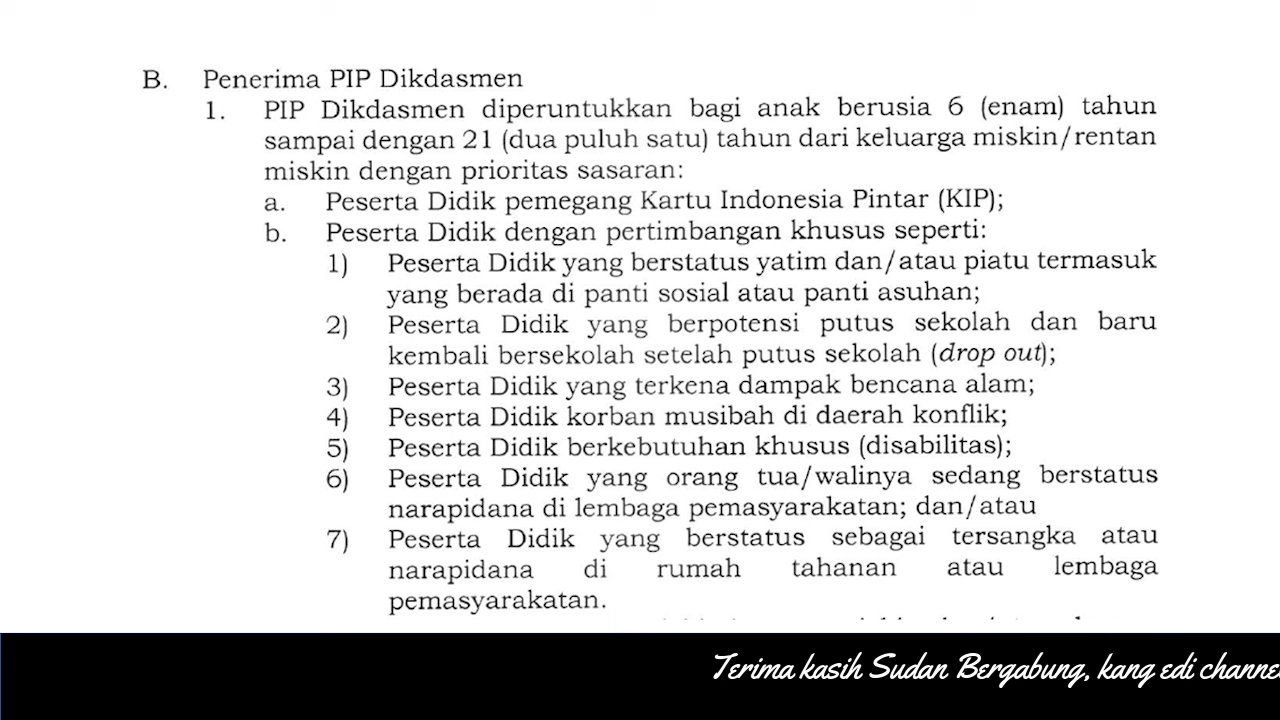 B. Penerima PIP Dikdasmen
1. PIP Dikdasmen diperuntukkan bagi anak berusia 6 (enam) tahun
sampai dengan 21 (dua puluh satu) tahun dari keluarga miskin/rentan
miskin dengan prioritas sasaran:
a. Peserta Didik pemegang Kartu Indonesia Pintar (KIP);
b. Peserta Didik dengan pertimbangan khusus seperti:
1) Peserta Didik yang berstatus yatim dan/atau piatu termasuk
yang berada di panti sosial atau panti asuhan;
2) Peserta Didik yang berpotensi putus sekolah dan baru
kembali bersekolah setelah putus sekolah (drop out);
3) Peserta Didik yang terkena dampak bencana alam;
4) Peserta Didik korban musibah di daerah konflik;
5) Peserta Didik berkebutuhan khusus (disabilitas);
6) Peserta Didik yang orang tua/walinya sedang berstatus
narapidana di lembaga pemasyarakatan; dan/atau
7) Peserta Didik yang berstatus sebagai tersangka atau
narapidana di rumah tahanan atau lembaga
pemasyarakatan.
Terima kasih Sudan Bergabung, kang edi channe